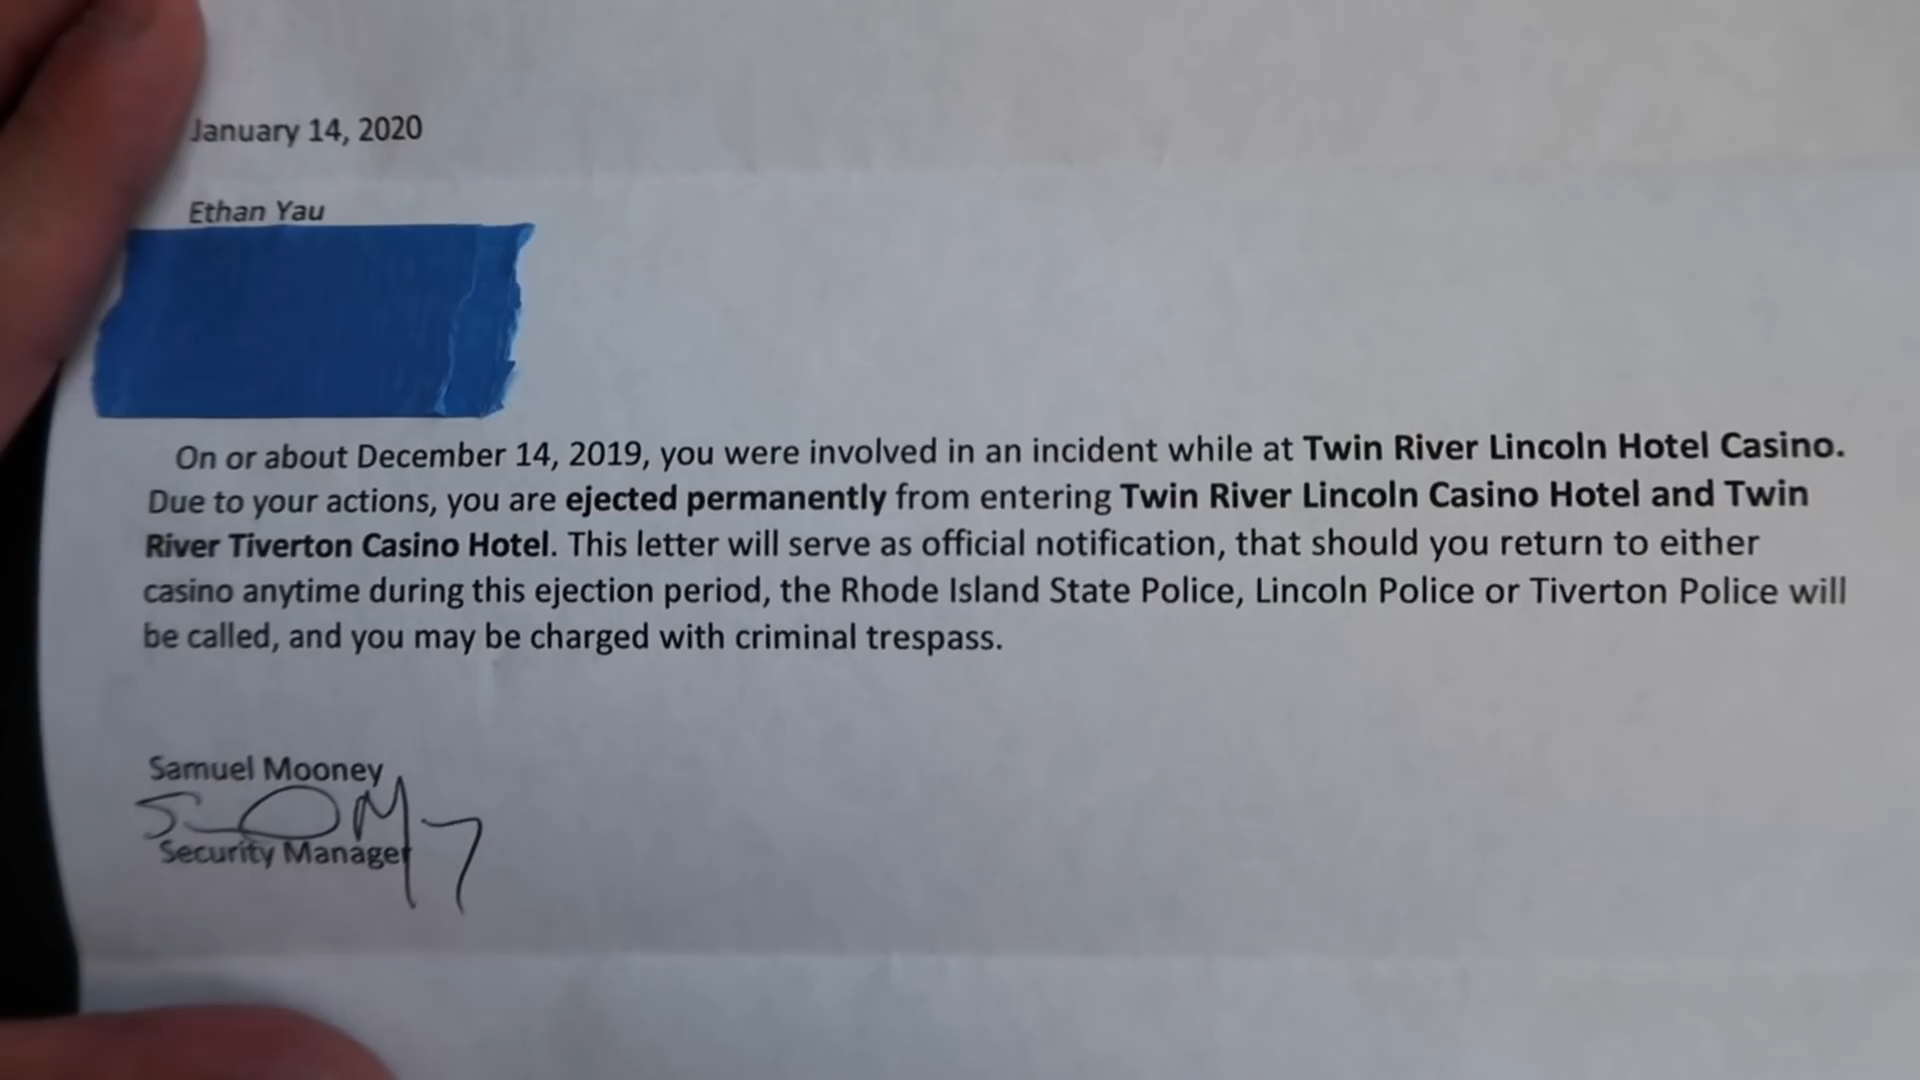 January 14, 2020
Ethan Yau
On or about December 14, 2019, you were involved in an incident while at Twin River Lincoln Hotel Casino.
Due to your actions, you are ejected permanently from entering Twin River Lincoln Casino Hotel and Twin
River Tiverton Casino Hotel. This letter will serve as official notification, that should you return to either
casino anytime during this ejection period, the Rhode Island State Police, Lincoln Police or Tiverton Police will
be called, and you may be charged with criminal trespass.
Samuel Mooney
Security Manager